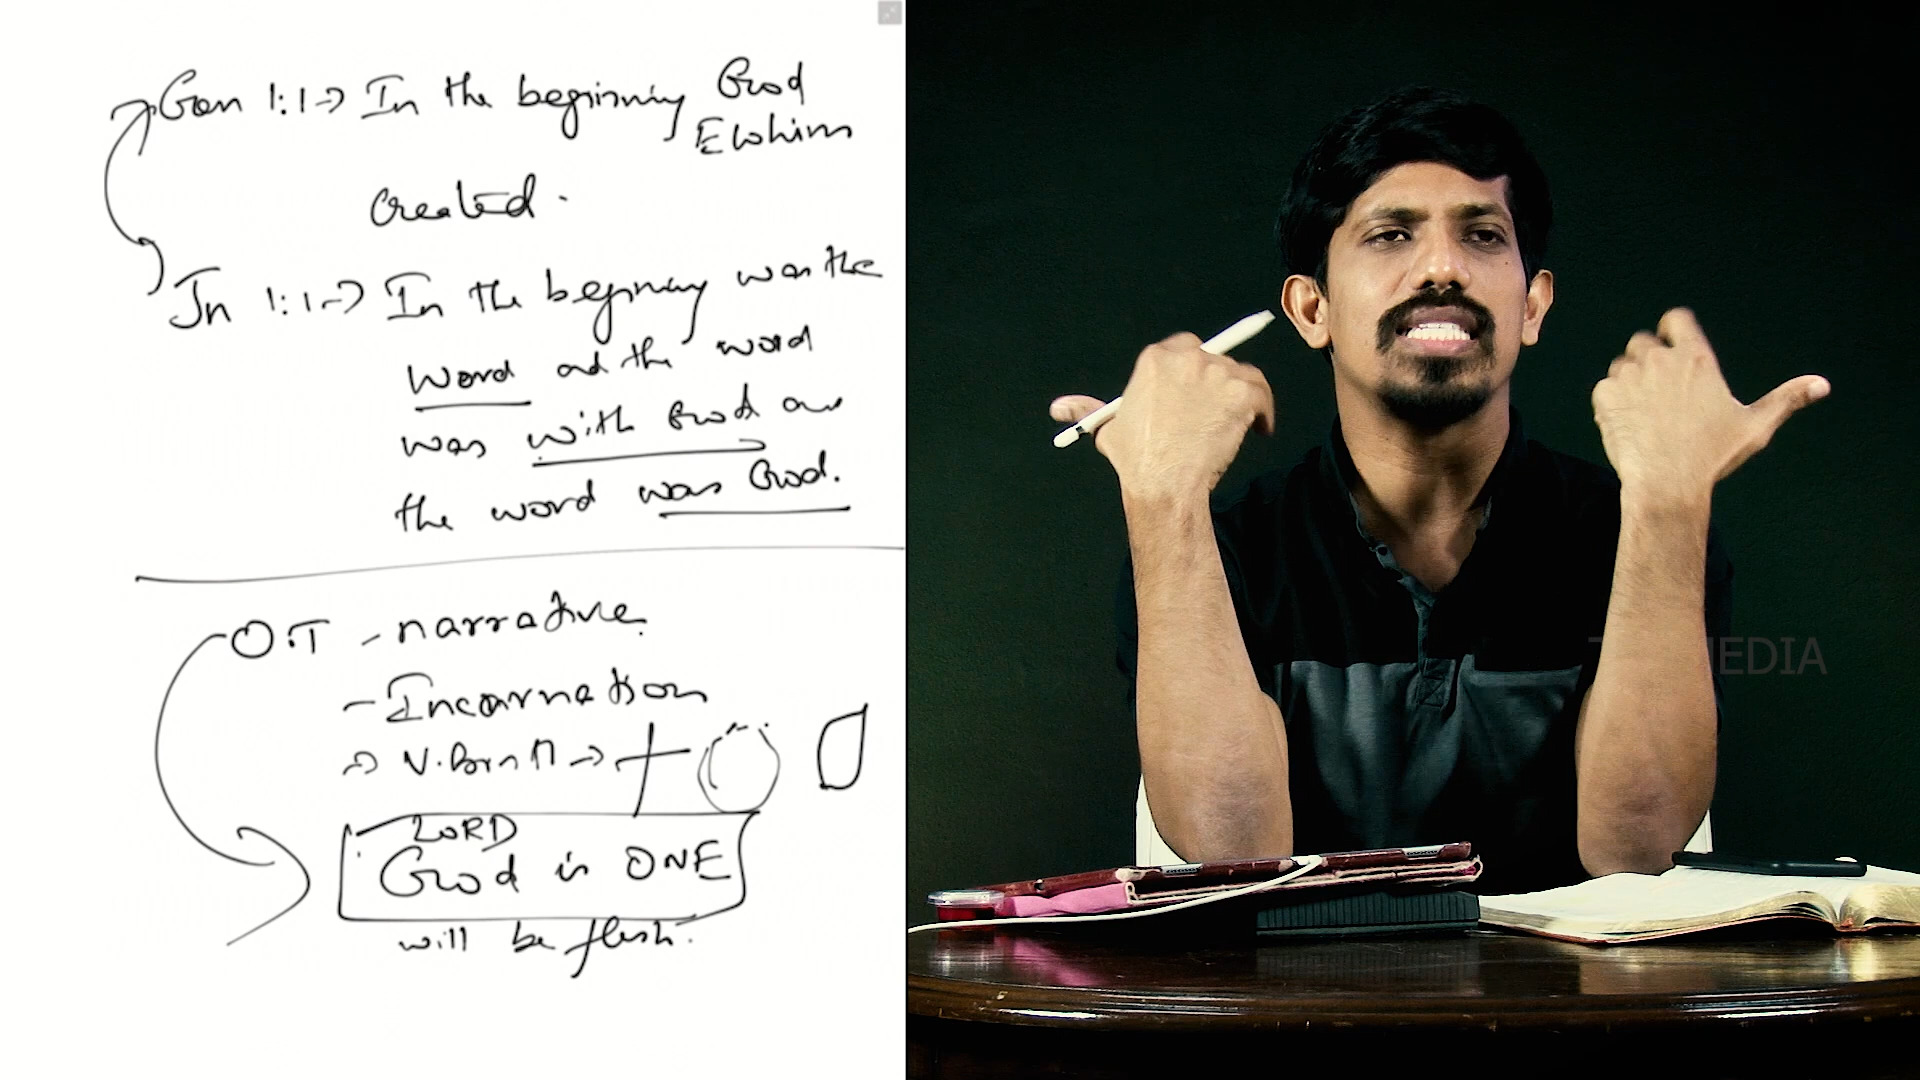 Gen 1:1 → In the beginning God
Elohim
created.
Jn 1:1 → In the beginning was the
Word and the word
was with God and
the word was God.
O.T - narrative.
- Incarnation
→ V. Born →
LORD
God is ONE
will be flesh.
MEDIA